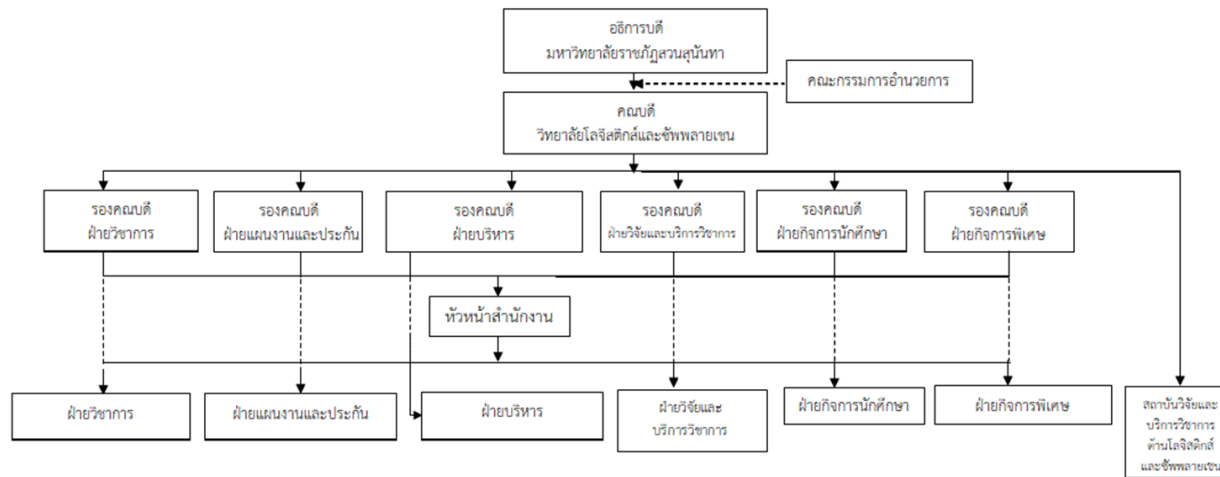 อธิการบดี
มหาวิทยาลัยราชภัฏสวนสุนันทา
คณะกรรมการอำนวยการ
คณบดี
วิทยาลัยโลจิสติกส์และซัพพลายเชน
รองคณบดี
ฝ่ายวิชาการ
รองคณบดี
ฝ่ายแผนงานและประกัน
รองคณบดี
ฝ่ายบริหาร
รองคณบดี
ฝ่ายวิจัยและบริการวิชาการ
รองคณบดี
ฝ่ายกิจการนักศึกษา
รองคณบดี
ฝ่ายกิจการพิเศษ
หัวหน้าสำนักงาน
ฝ่ายวิชาการ
ฝ่ายแผนงานและประกัน
ฝ่ายบริหาร
ฝ่ายวิจัยและ
บริการวิชาการ
ฝ่ายกิจการนักศึกษา
ฝ่ายกิจการพิเศษ
สถาบันวิจัยและ
บริการวิชาการ
ด้านโลจิสติกส์
และซัพพลายเชน